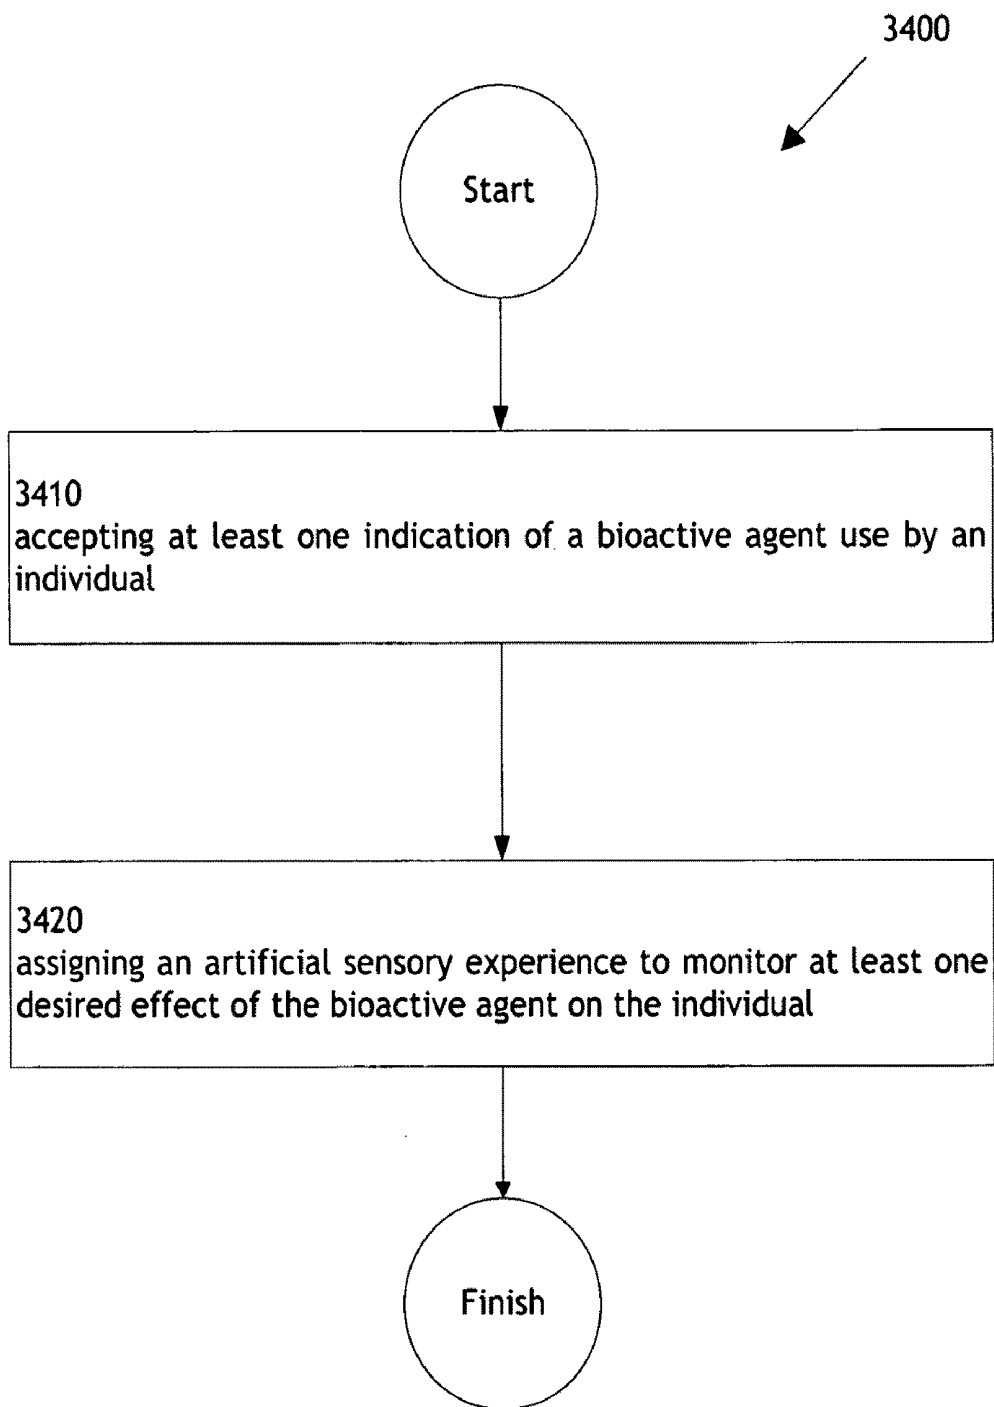 3400
Start
3410
accepting at least one indication of a bioactive agent use by an
individual
3420
assigning an artificial sensory experience to monitor at least one
desired effect of the bioactive agent on the individual
Finish